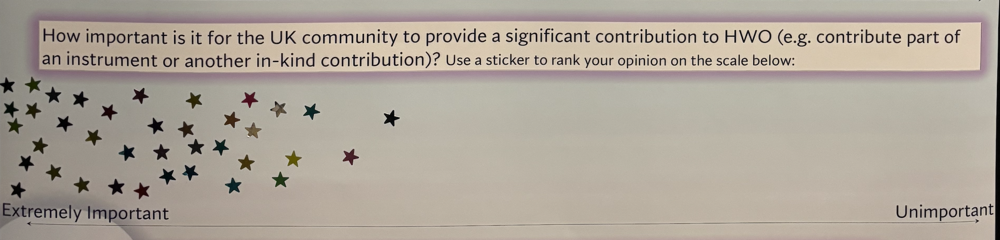 How important is it for the UK community to provide a significant contribution to HWO (e.g. contribute part of
an instrument or another in-kind contribution)? Use a sticker to rank your opinion on the scale below:
Extremely Important
Unimportant